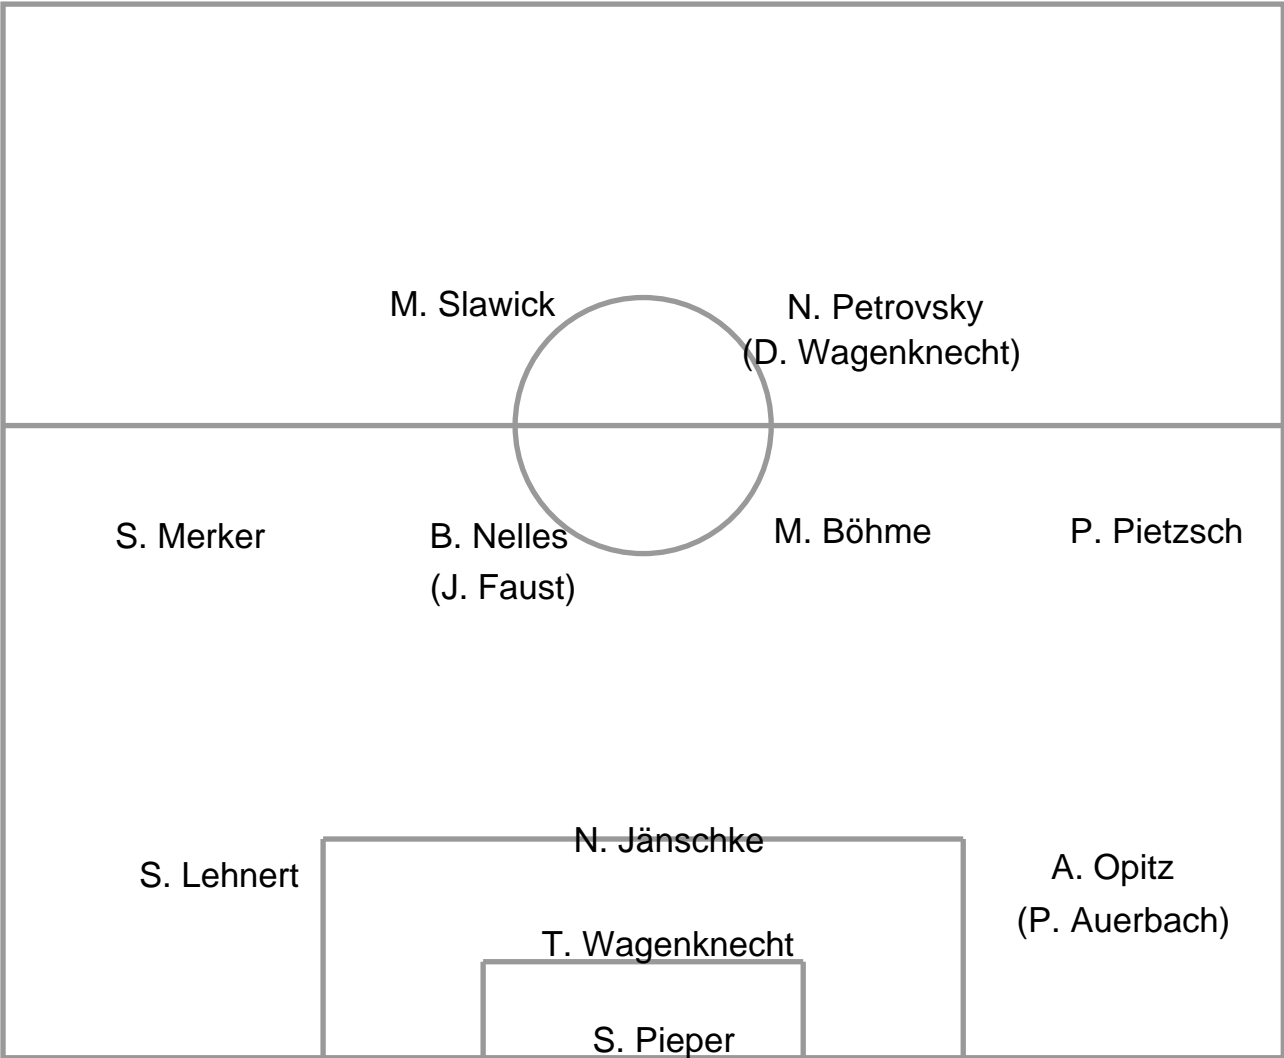 M. Slawick
N. Petrovsky
(D. Wagenknecht)
S. Merker
B. Nelles
(J. Faust)
M. Böhme
P. Pietzsch
N. Jänschke
S. Lehnert
A. Opitz
(P. Auerbach)
T. Wagenknecht
S. Pieper